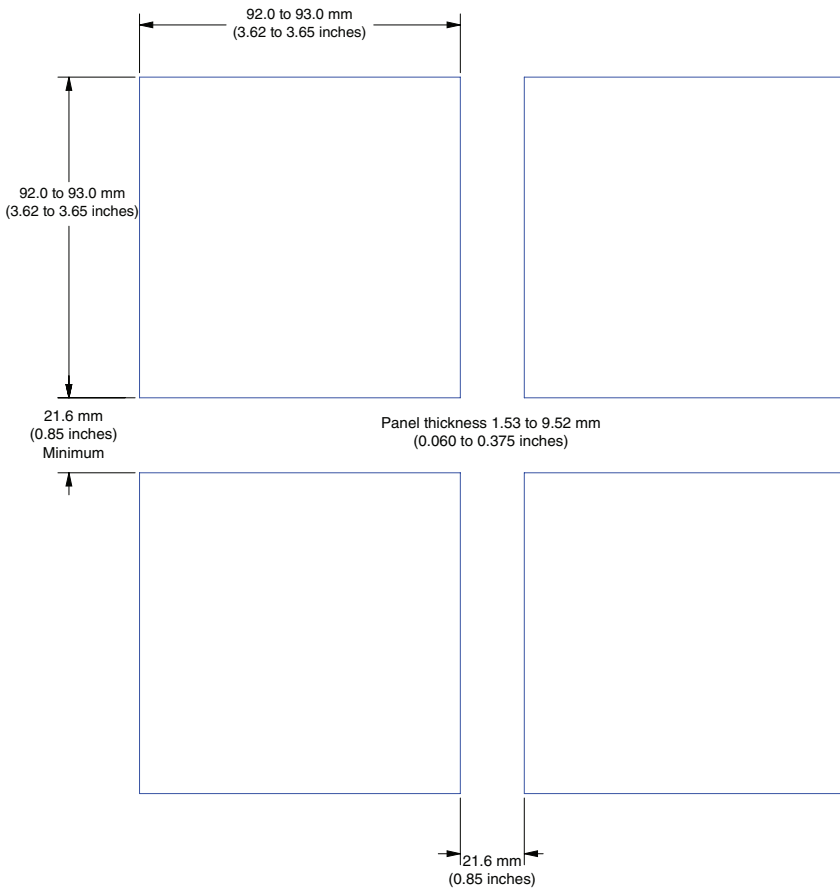 92.0 to 93.0 mm
(3.62 to 3.65 inches)
92.0 to 93.0 mm
(3.62 to 3.65 inches)
21.6 mm
(0.85 inches)
Minimum
Panel thickness 1.53 to 9.52 mm
(0.060 to 0.375 inches)
21.6 mm
(0.85 inches)